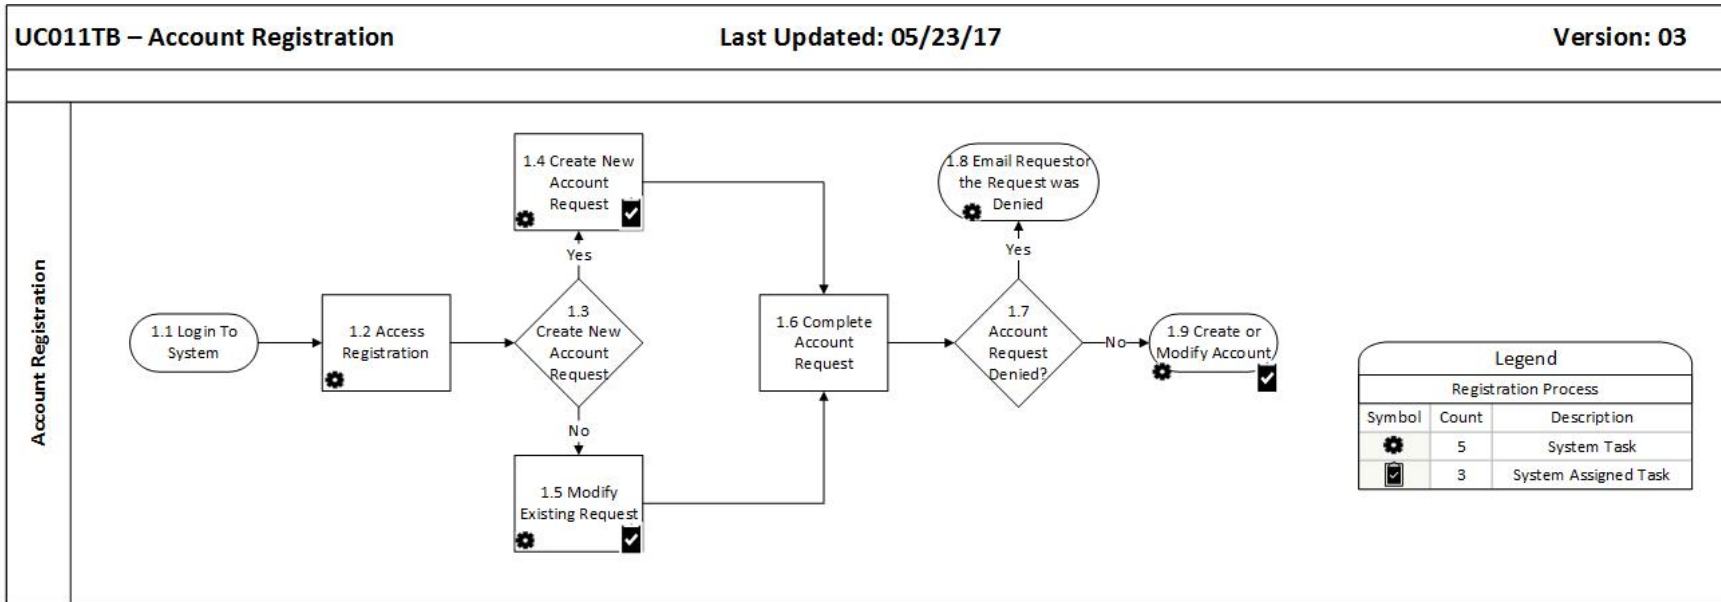 UC011TB – Account Registration
Last Updated: 05/23/17
Version: 03
Account Registration
1.1 Login To
System
1.2 Access
Registration
1.3
Create New
Account
Request
Yes
No
1.4 Create New
Account
Request
1.5 Modify
Existing Request
1.6 Complete
Account
Request
1.7
Account
Request
Denied?
Yes
No
1.8 Email Requestor
the Request was
Denied
1.9 Create or
Modify Account
Legend
Registration Process
Symbol Count Description
5 System Task
3 System Assigned Task